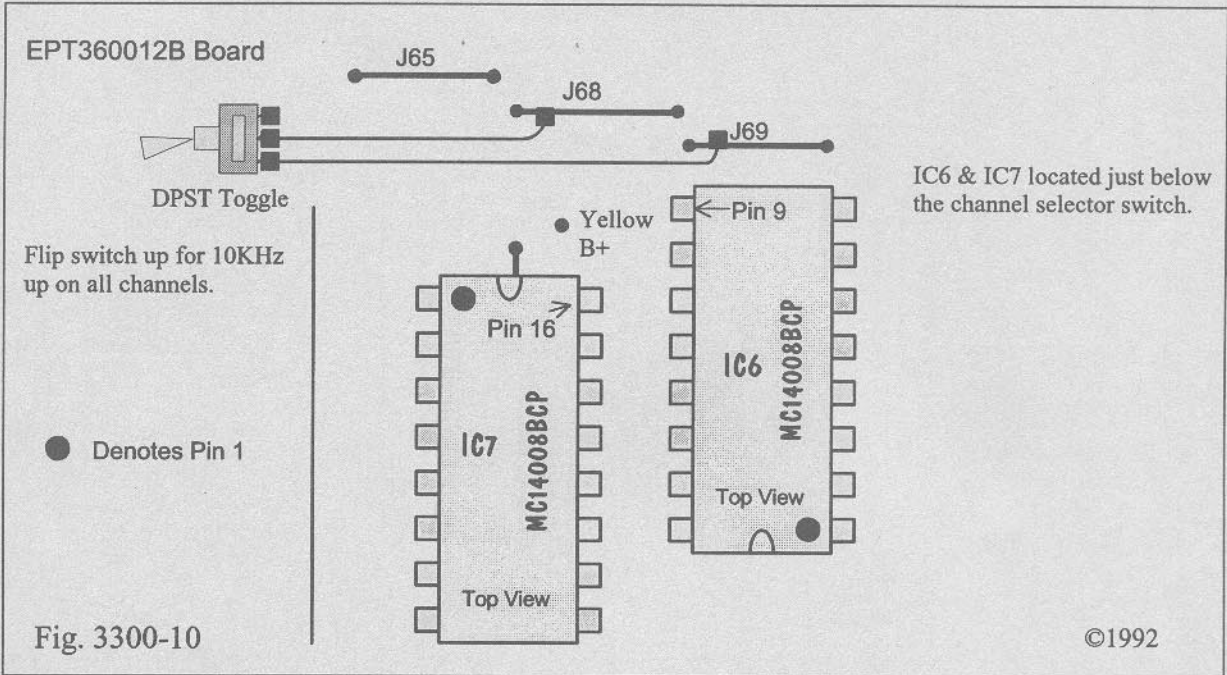 EPT360012B Board
J65
J68
J69
DPST Toggle
IC6 & IC7 located just below
the channel selector switch.
Flip switch up for 10KHz
up on all channels.
Yellow
B+
Pin 9
Pin 16
IC7
MC14008BCP
Top View
IC6
MC14008BCP
Top View
Denotes Pin 1
Fig. 3300-10
©1992